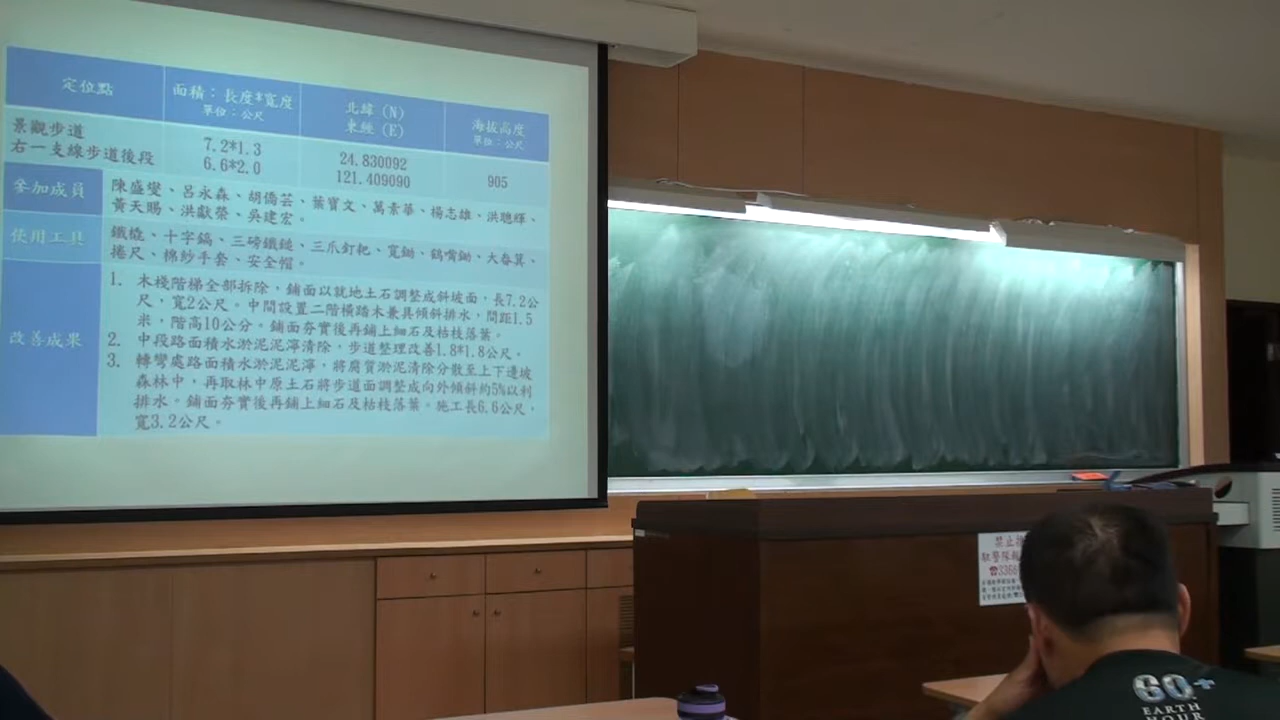 定位點
面積：長度*寬度
單位：公尺
北緯 (N)
東經 (E)
海拔高度
單位：公尺
景觀步道
右一支線步道後段
7.2*1.3
6.6*2.0
24.830092
121.409090
905
參加成員
陳盛燮、呂永森、胡僑芸、葉寶文、萬素華、楊志雄、洪聰輝、
黃天賜、洪獻榮、吳建宏。
使用工具
鐵橇、十字鎬、三磅鐵鎚、三爪釘耙、寬鋤、鶴嘴鋤、大畚箕、
捲尺、棉紗手套、安全帽。
改善成果
1. 木棧階梯全部拆除，鋪面以就地土石調整成斜坡面，長7.2公
尺，寬2公尺。中間設置二階橫踏木兼具傾斜排水，間距1.5
米，階高10公分。鋪面夯實後再鋪上細石及枯枝落葉。
2. 中段路面積水淤泥泥濘清除，步道整理改善1.8*1.8公尺。
3. 轉彎處路面積水淤泥泥濘，將腐質淤泥清除分散至上下邊坡
森林中，再取林中原土石將步道面調整成向外傾斜約5%以利
排水。鋪面夯實後再鋪上細石及枯枝落葉。施工長6.6公尺，
寬3.2公尺。
禁止
駐警隊
☎3366
60+
EARTH
HOUR